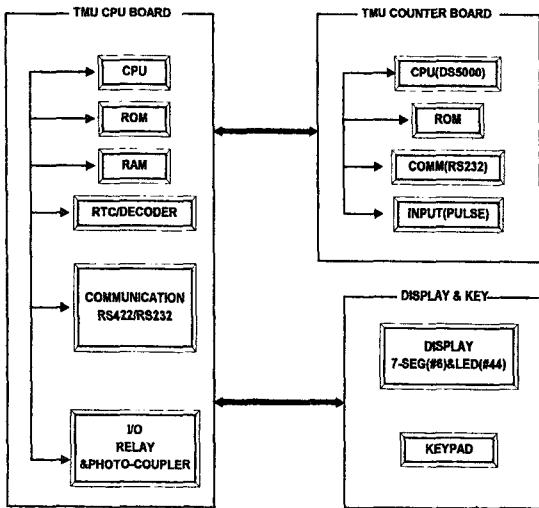 TMU CPU BOARD
CPU
ROM
RAM
RTC/DECODER
COMMUNICATION
RS422/RS232
I/O
RELAY
&PHOTO-COUPLER
TMU COUNTER BOARD
CPU(DS5000)
ROM
COMM(RS232)
INPUT(PULSE)
DISPLAY & KEY
DISPLAY
7-SEG(#6)&LED(#44)
KEYPAD